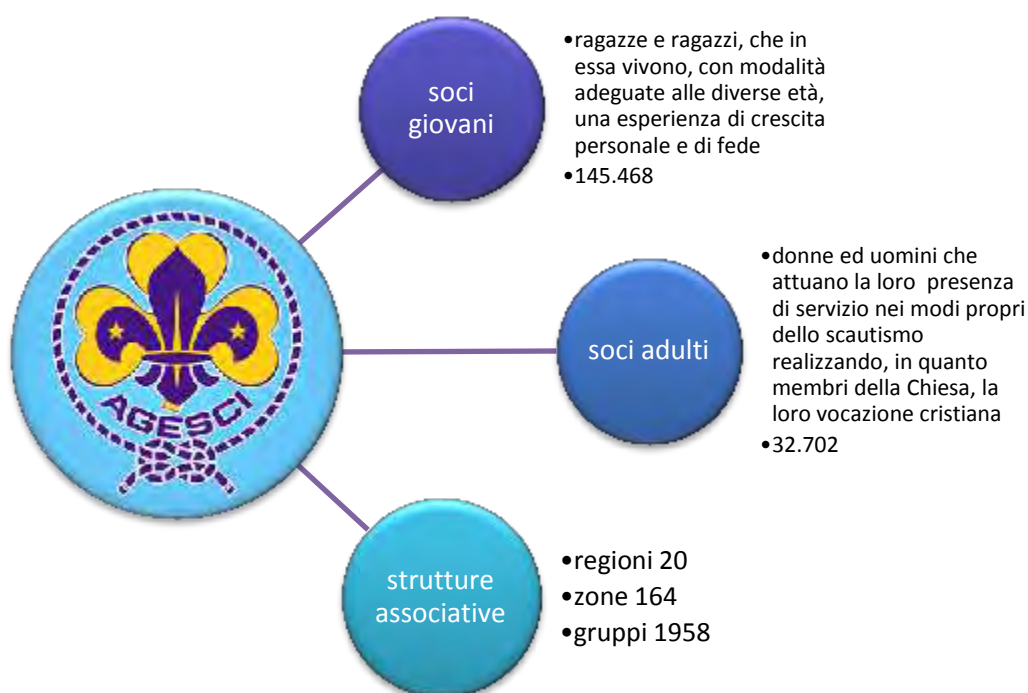 AGESCI
soci
giovani
•ragazze e ragazzi, che in
essa vivono, con modalità
adeguate alle diverse età,
una esperienza di crescita
personale e di fede
•145.468
soci adulti
•donne ed uomini che
attuano la loro presenza
di servizio nei modi propri
dello scautismo
realizzando, in quanto
membri della Chiesa, la
loro vocazione cristiana
•32.702
strutture
associative
•regioni 20
•zone 164
•gruppi 1958